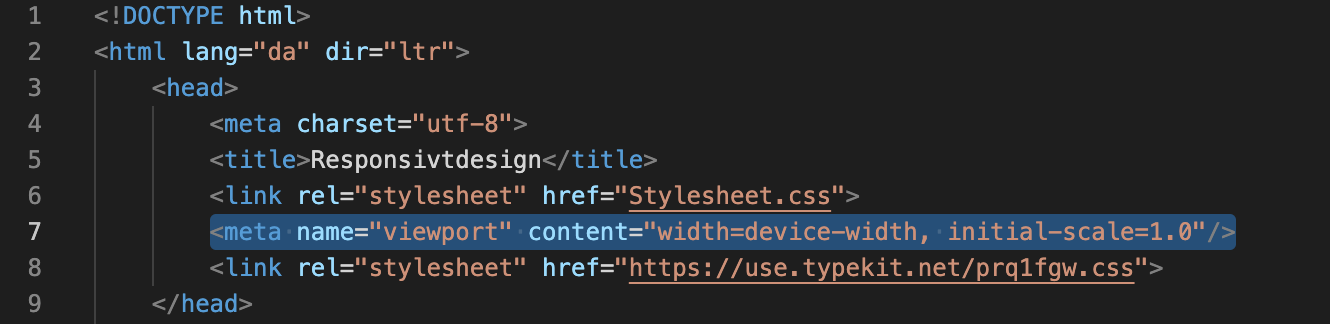 1 <!DOCTYPE html>
2 <html lang="da" dir="ltr">
3 <head>
4 <meta charset="utf-8">
5 <title>Responsivtdesign</title>
6 <link rel="stylesheet" href="Stylesheet.css">
7 <meta name="viewport" content="width=device-width, initial-scale=1.0"/>
8 <link rel="stylesheet" href="https://use.typekit.net/prq1fgw.css">
9 </head>